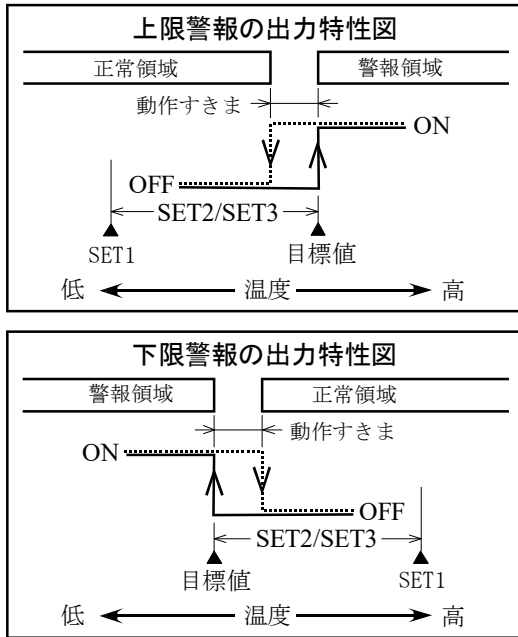 上限警報の出力特性図
正常領域 警報領域
動作すきま
ON
OFF
SET2/SET3
SET1 目標値
低 温度 高
下限警報の出力特性図
警報領域 正常領域
動作すきま
ON
OFF
SET2/SET3
目標値 SET1
低 温度 高